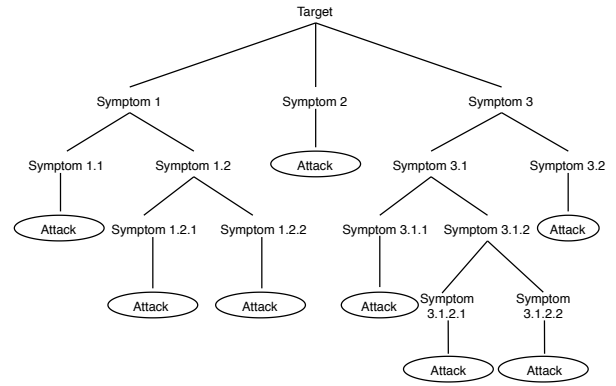 Target
Symptom 1
Symptom 2
Symptom 3
Symptom 1.1
Symptom 1.2
Attack
Symptom 3.1
Symptom 3.2
Attack
Symptom 1.2.1
Symptom 1.2.2
Symptom 3.1.1
Symptom 3.1.2
Attack
Attack
Attack
Attack
Symptom
3.1.2.1
Symptom
3.1.2.2
Attack
Attack